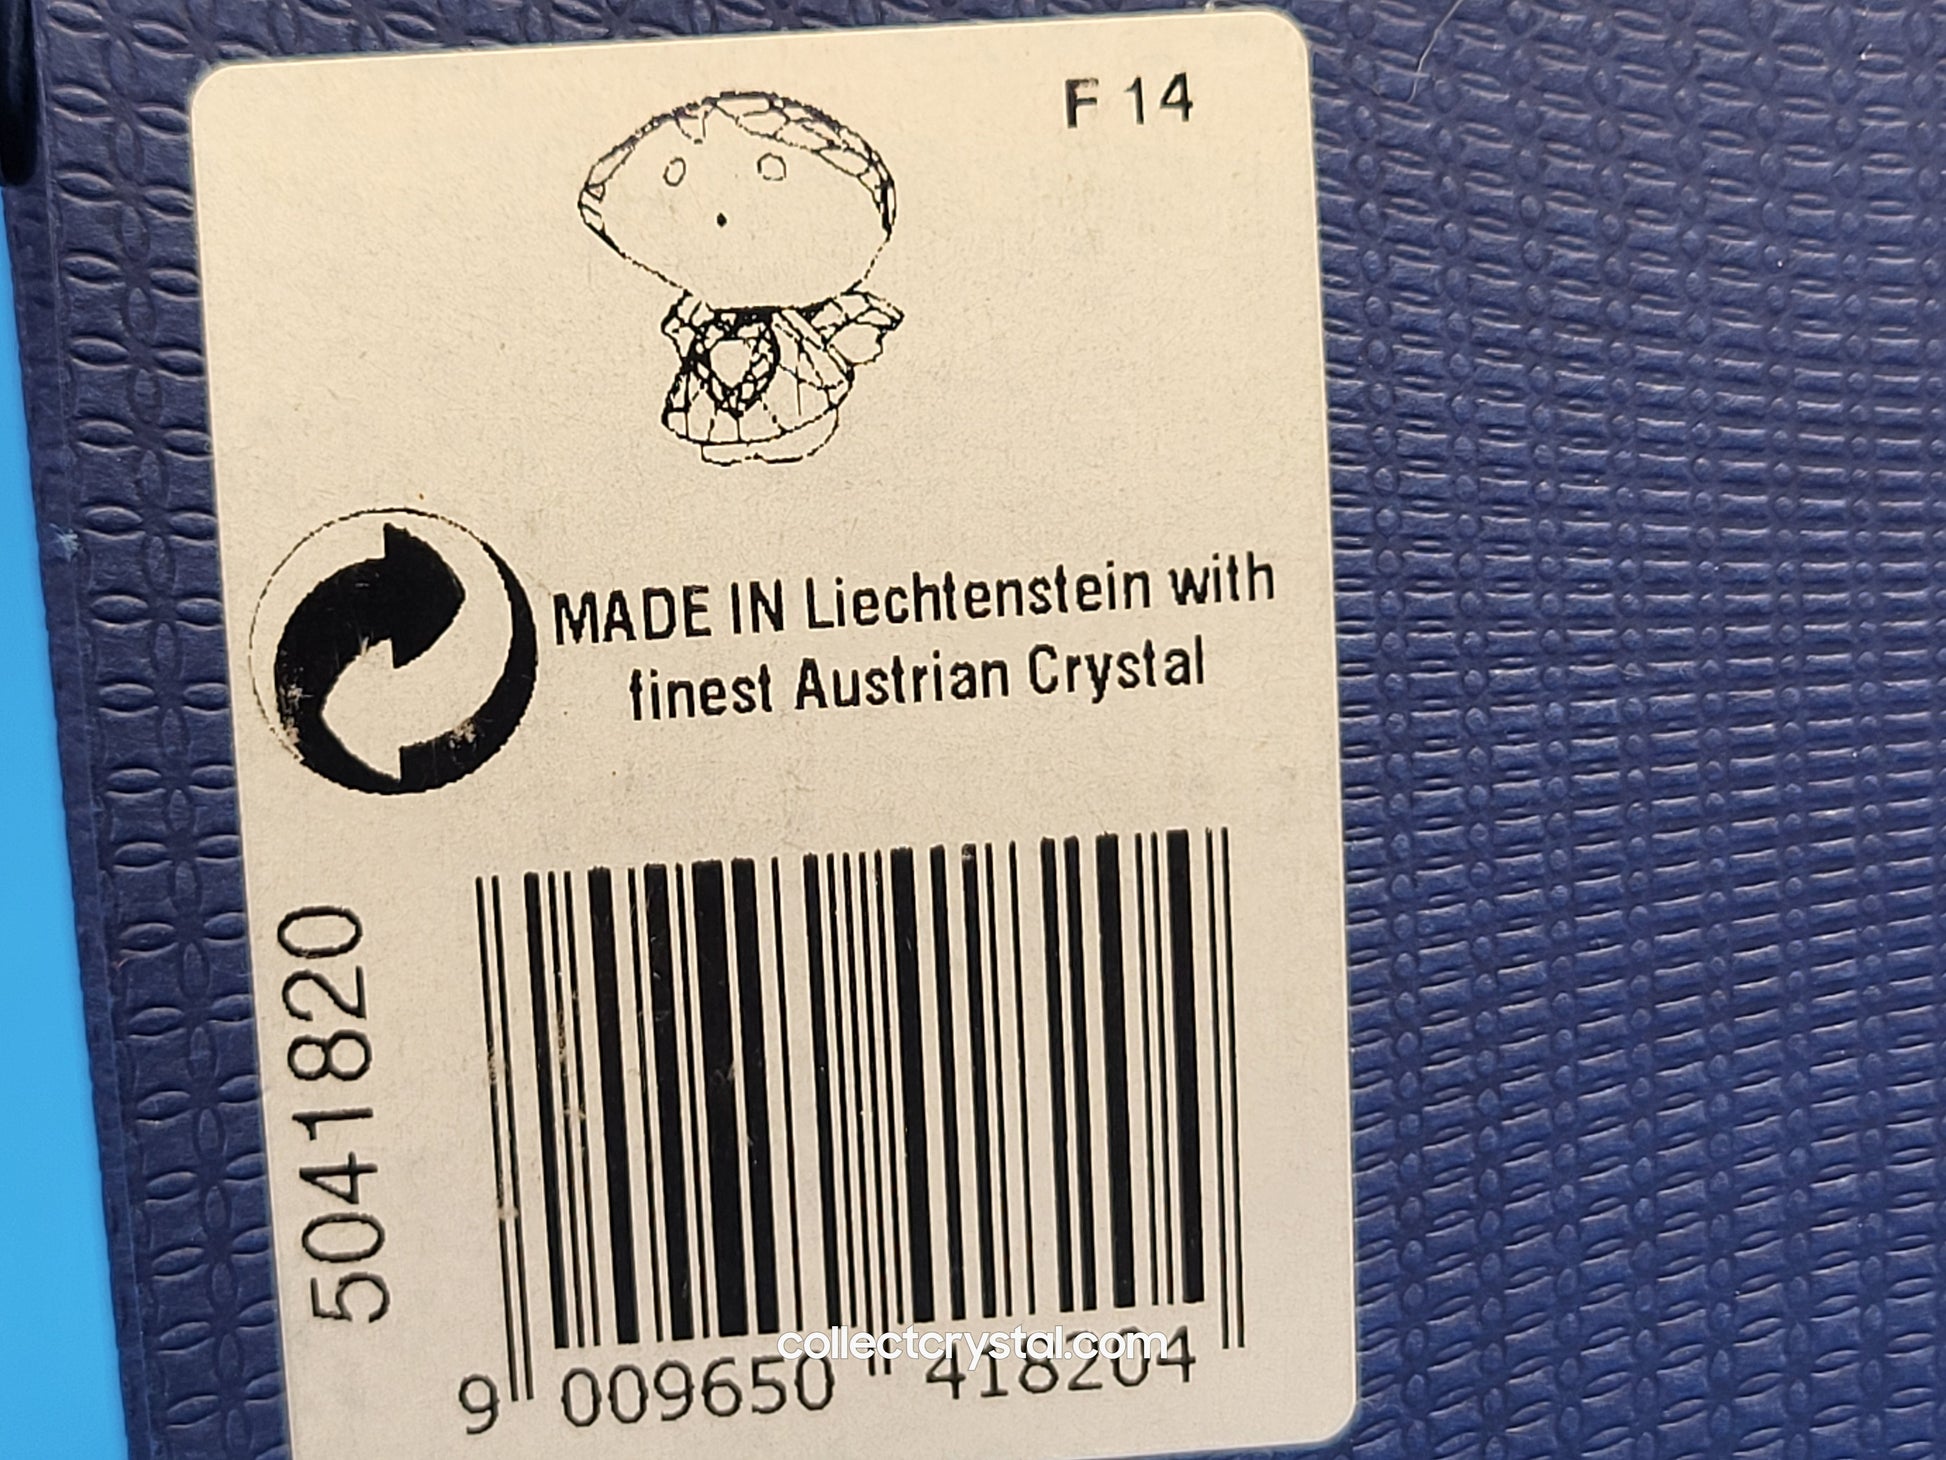 F 14
MADE IN Liechtenstein with
finest Austrian Crystal
5041820
collectcrystal.com
9 009650 418204